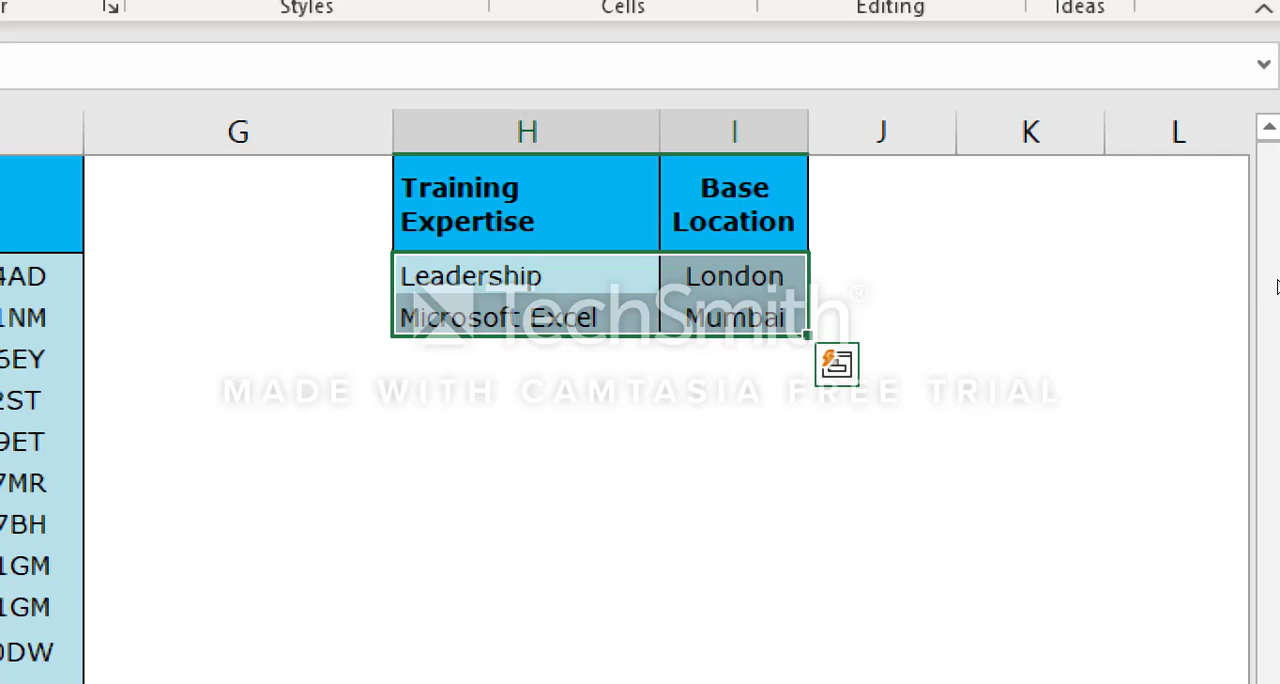 r Styles Cells Editing Ideas
G H I J K L
Training Expertise Base Location
4AD Leadership London
1NM Microsoft Excel Mumbai
TechSmith®
6EY
MADE WITH CAMTASIA FREE TRIAL
2ST
9ET
7MR
7BH
1GM
1GM
0DW